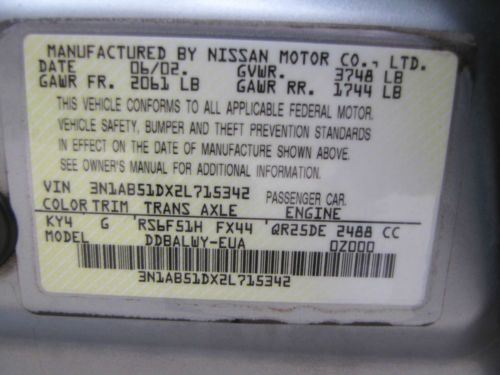 MANUFACTURED BY NISSAN MOTOR CO., LTD.
DATE 06/02. GVWR. 3748 LB
GAWR FR. 2061 LB GAWR RR. 1744 LB
THIS VEHICLE CONFORMS TO ALL APPLICABLE FEDERAL MOTOR
VEHICLE SAFETY, BUMPER AND THEFT PREVENTION STANDARDS
IN EFFECT ON THE DATE OF MANUFACTURE SHOWN ABOVE.
SEE OWNER'S MANUAL FOR ADDITIONAL INFORMATION.
VIN 3N1AB51DX2L715342 PASSENGER CAR.
COLOR TRIM TRANS AXLE ENGINE
KY4 G RS6F51H FX44 QR25DE 2488 CC
MODEL DDBALWY-EUA 0Z000
3N1AB51DX2L715342